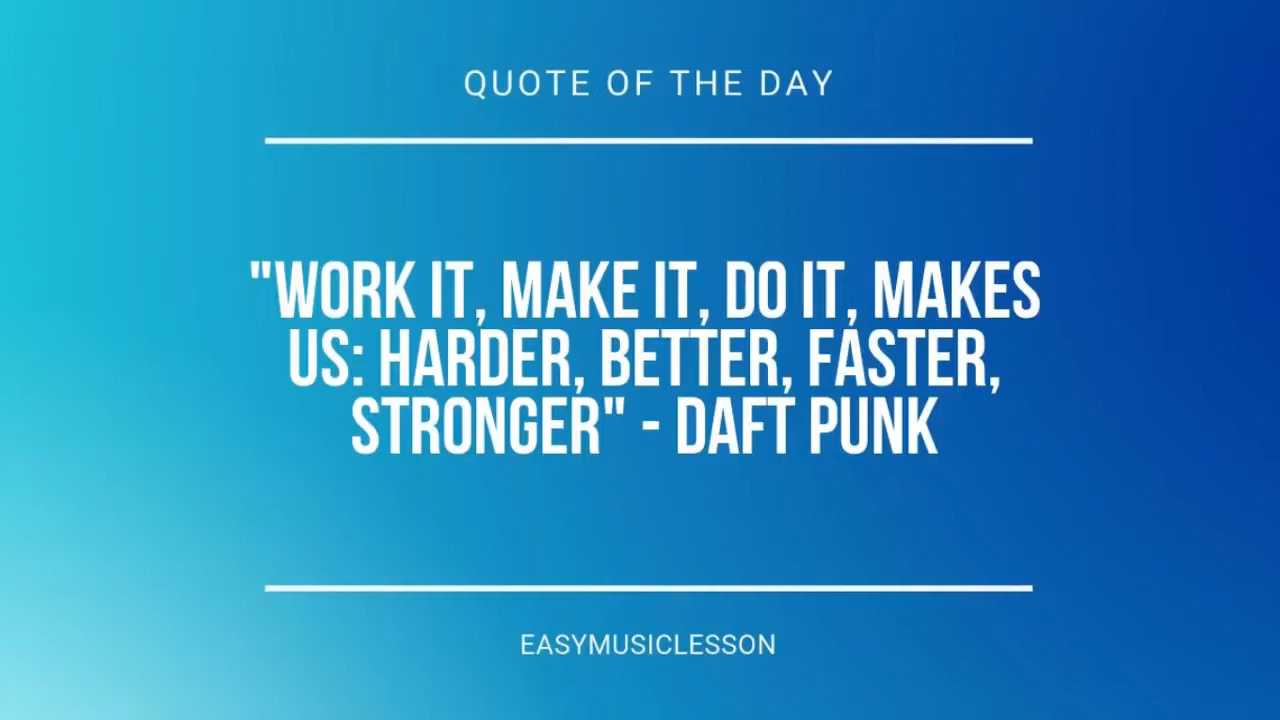 QUOTE OF THE DAY
"WORK IT, MAKE IT, DO IT, MAKES
US: HARDER, BETTER, FASTER,
STRONGER" - DAFT PUNK
EASYMUSICLESSON